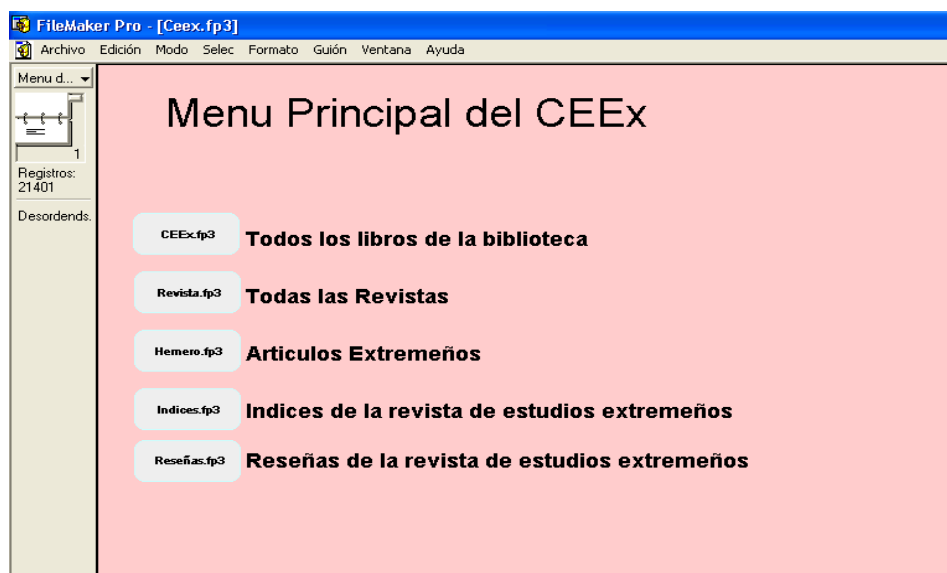 FileMaker Pro - [Ceex.fp3]
Archivo Edición Modo Selec Formato Guión Ventana Ayuda
Menu d...
1
Registros:
21401
Desordends.
Menu Principal del CEEx
CEEx.fp3 Todos los libros de la biblioteca
Revista.fp3 Todas las Revistas
Hemero.fp3 Articulos Extremeños
Indices.fp3 Indices de la revista de estudios extremeños
Reseñas.fp3 Reseñas de la revista de estudios extremeños